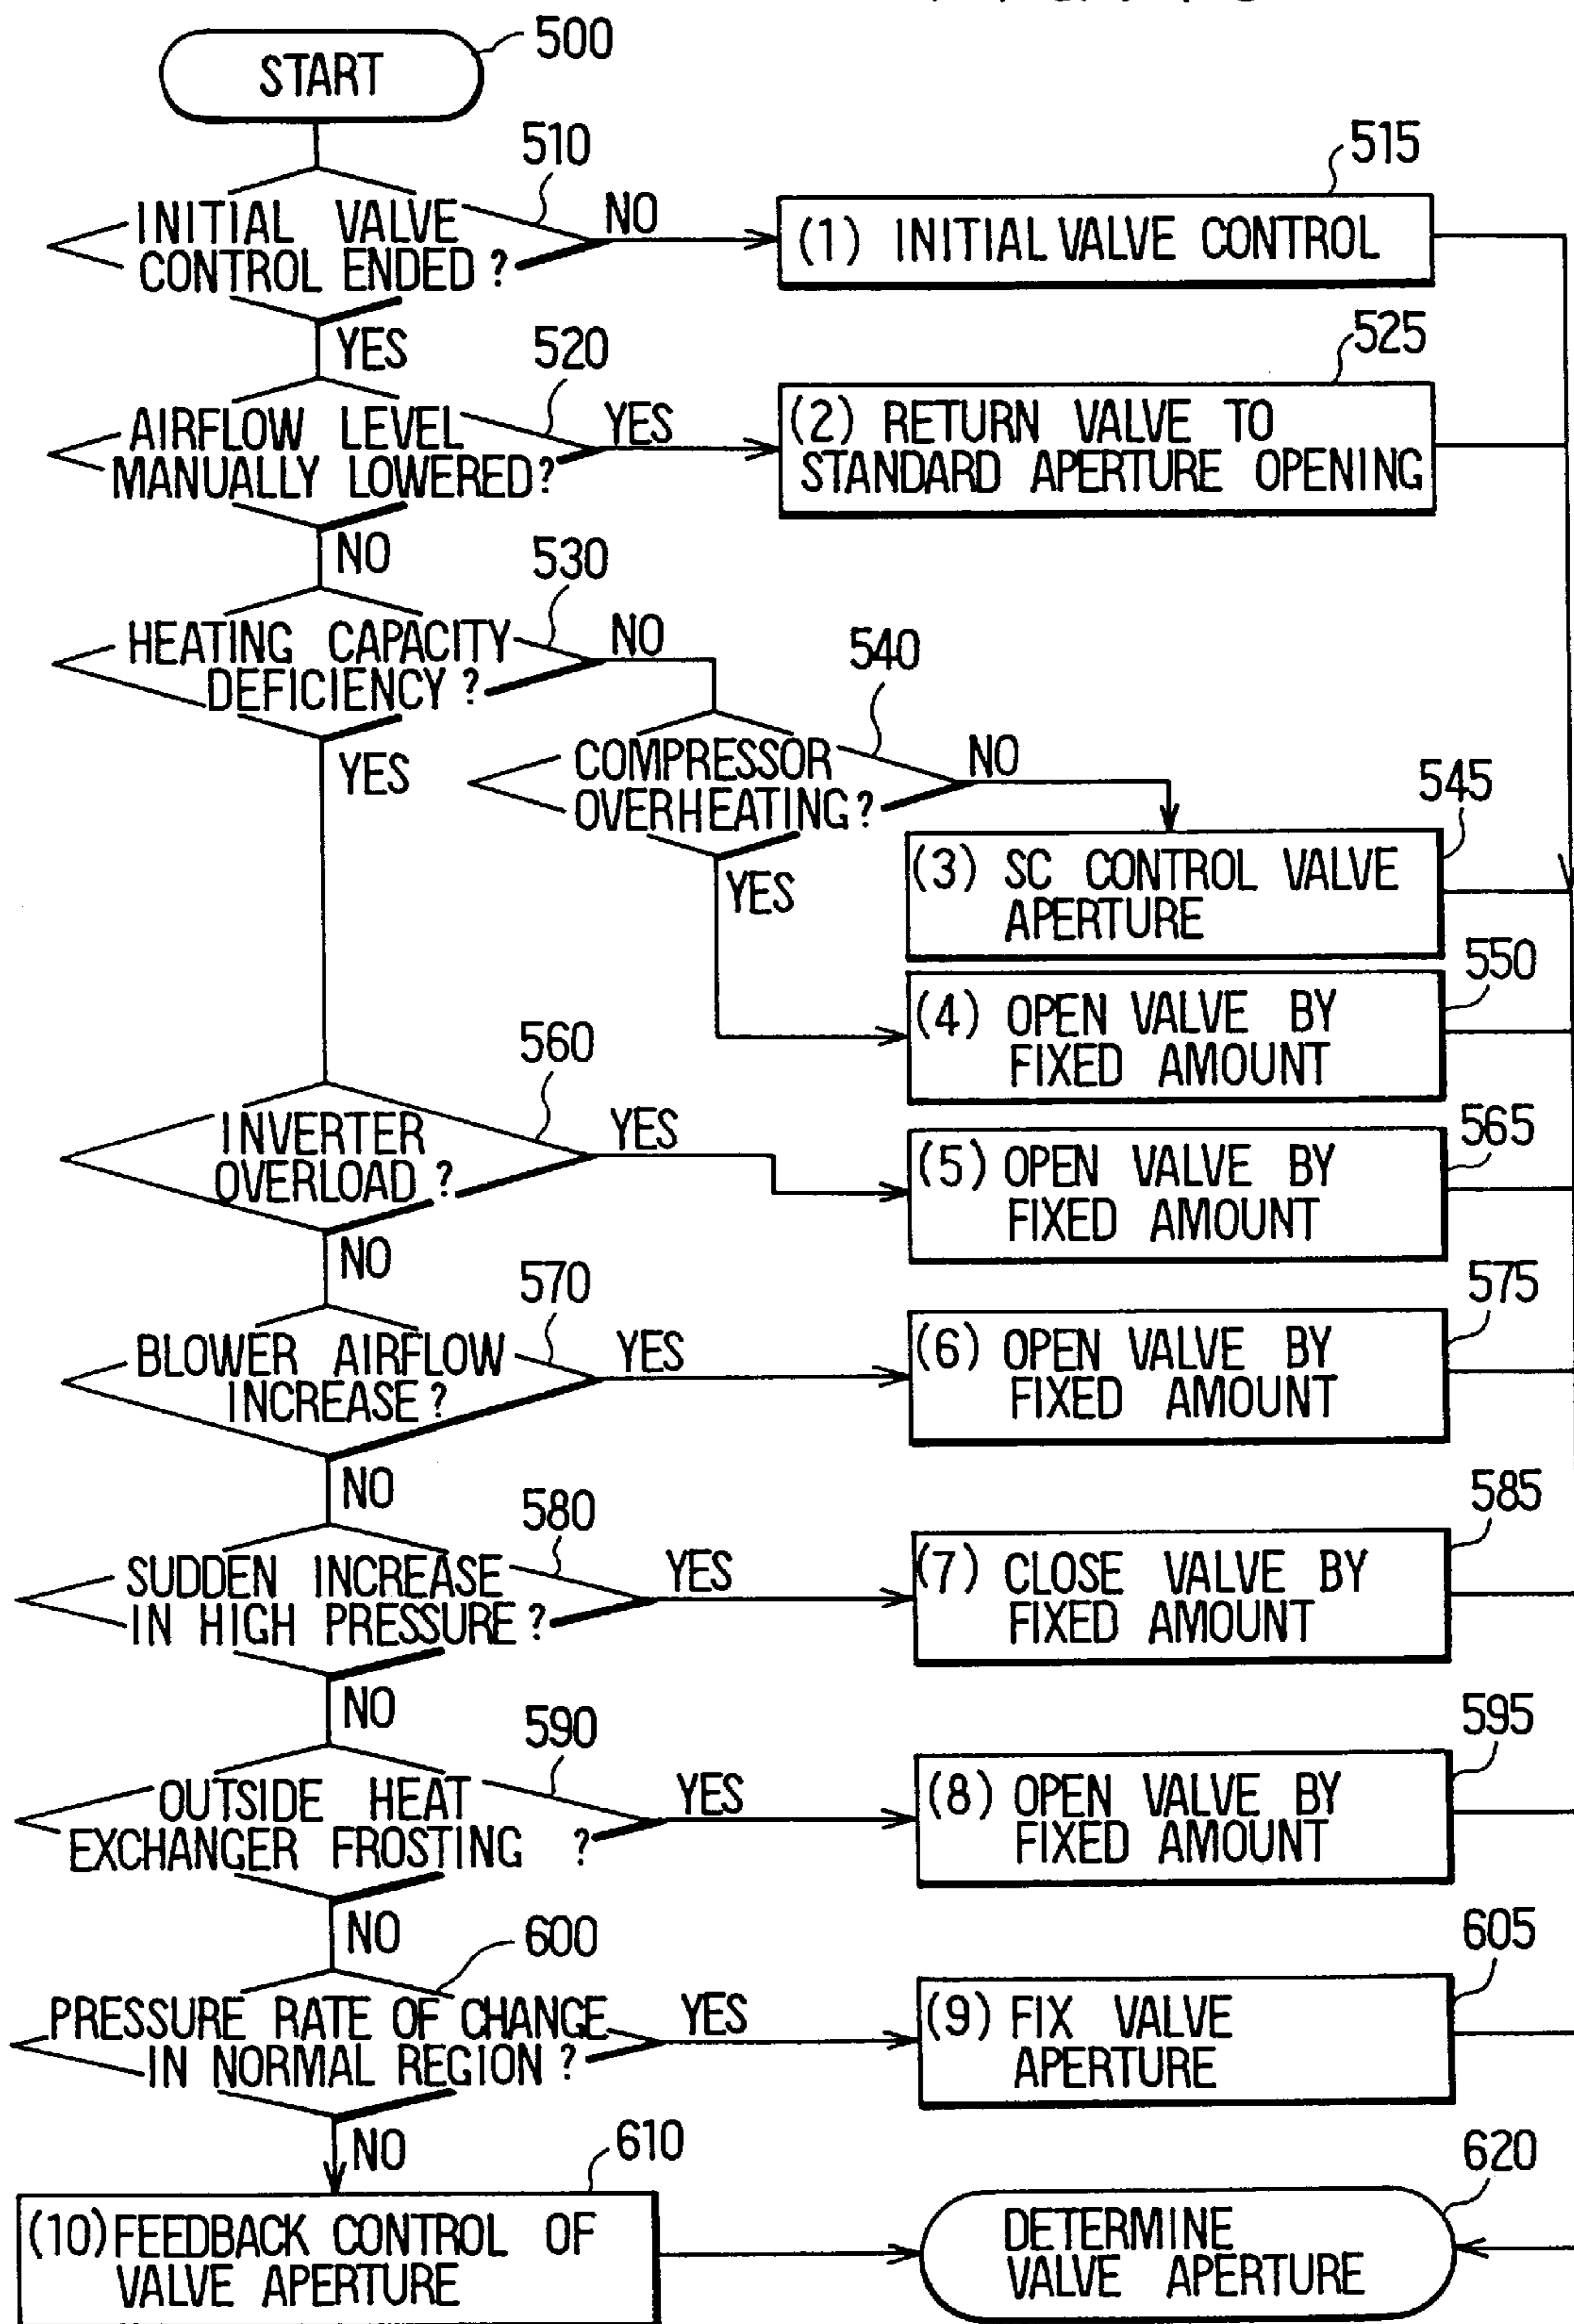 500
START
510
515
INITIAL VALVE
CONTROL ENDED ?
NO
(1) INITIAL VALVE CONTROL
YES
520
525
AIRFLOW LEVEL
MANUALLY LOWERED?
YES
(2) RETURN VALVE TO
STANDARD APERTURE OPENING
NO
530
HEATING CAPACITY
DEFICIENCY ?
NO
540
YES
COMPRESSOR
OVERHEATING ?
NO
545
(3) SC CONTROL VALVE
APERTURE
YES
550
(4) OPEN VALVE BY
FIXED AMOUNT
560
INVERTER
OVERLOAD ?
YES
565
(5) OPEN VALVE BY
FIXED AMOUNT
NO
570
575
BLOWER AIRFLOW
INCREASE ?
YES
(6) OPEN VALVE BY
FIXED AMOUNT
NO
580
585
SUDDEN INCREASE
IN HIGH PRESSURE ?
YES
(7) CLOSE VALVE BY
FIXED AMOUNT
NO
590
595
OUTSIDE HEAT
EXCHANGER FROSTING ?
YES
(8) OPEN VALVE BY
FIXED AMOUNT
NO
600
605
PRESSURE RATE OF CHANGE
IN NORMAL REGION ?
YES
(9) FIX VALVE
APERTURE
NO
610
620
(10) FEEDBACK CONTROL OF
VALVE APERTURE
DETERMINE
VALVE APERTURE